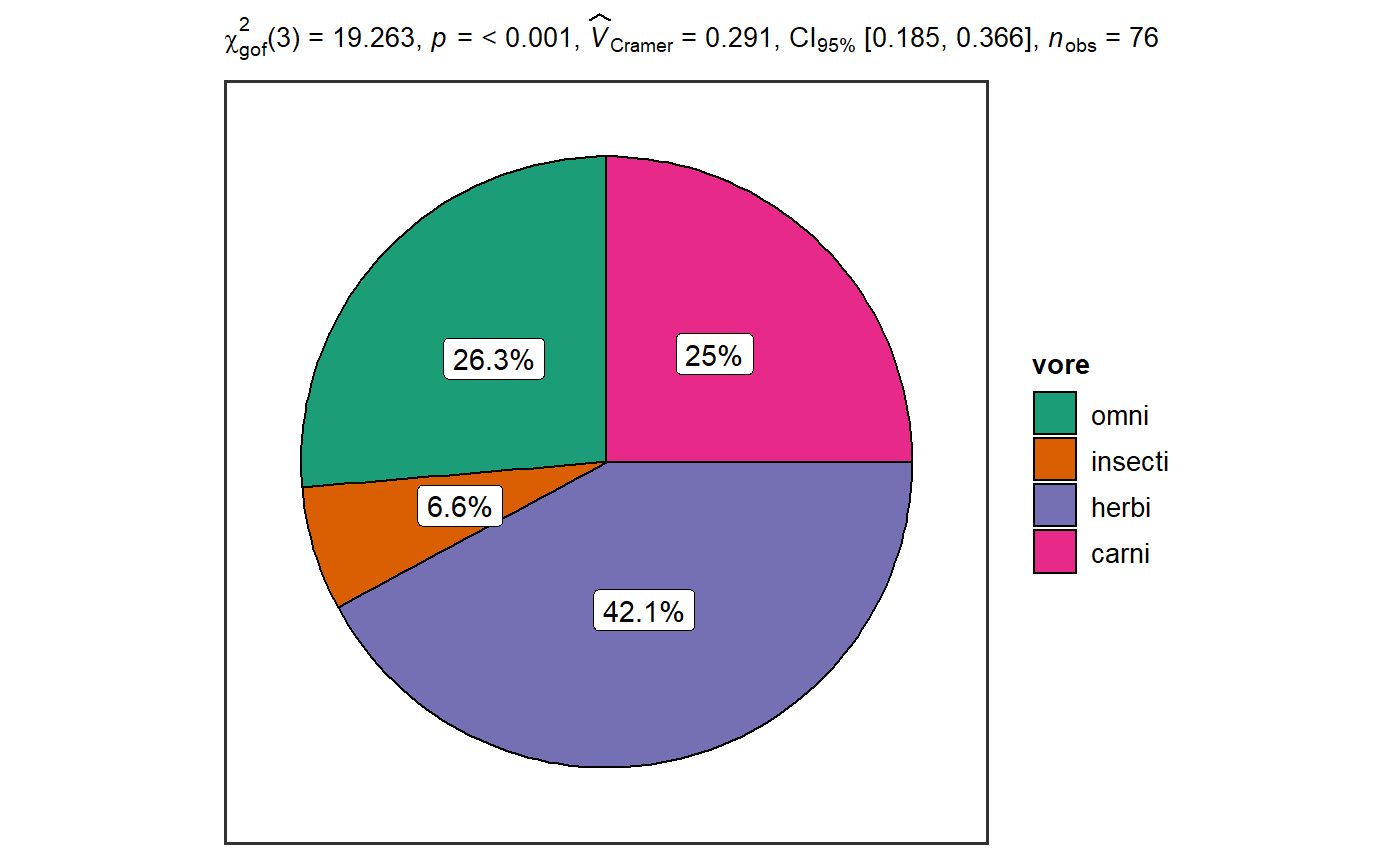 χ²gof(3) = 19.263, p = < 0.001, V̂Cramer = 0.291, CI95% [0.185, 0.366], nobs = 76
26.3%
25%
6.6%
42.1%
vore
omni
insecti
herbi
carni